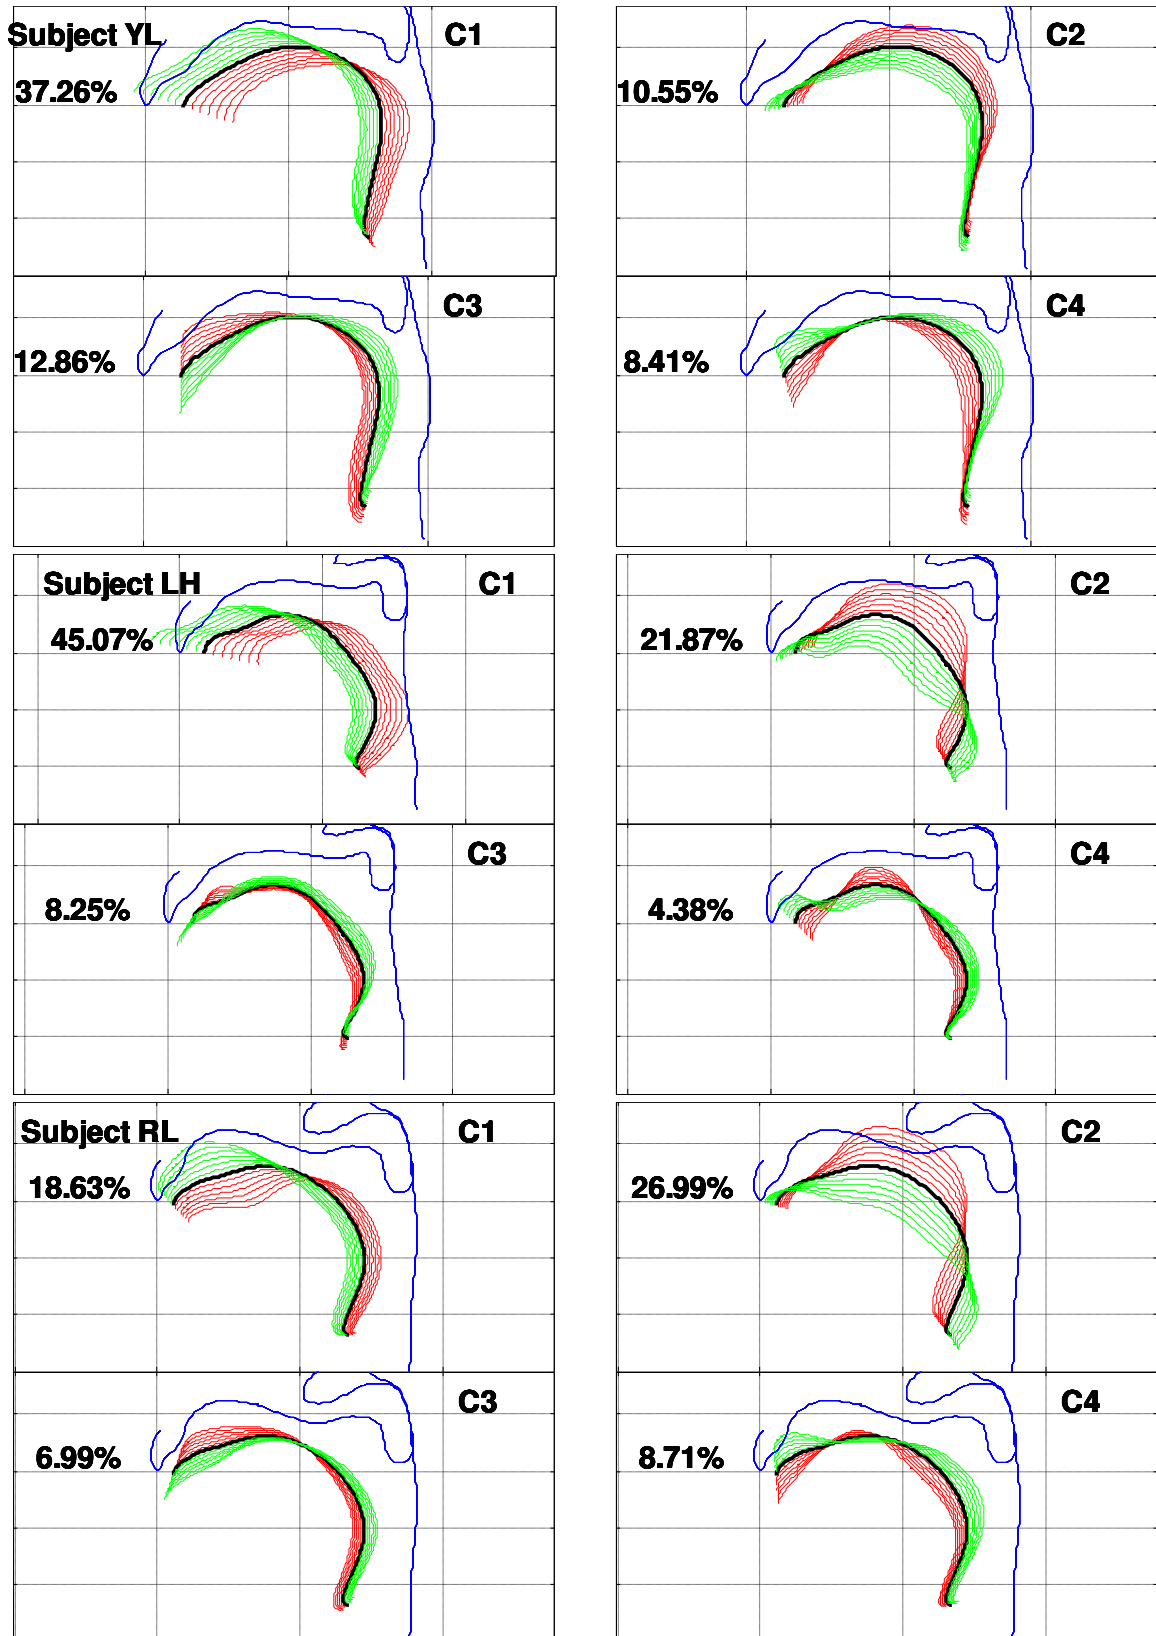 Subject YL C1
37.26%
C2
10.55%
C3
12.86%
C4
8.41%
Subject LH C1
45.07%
C2
21.87%
C3
8.25%
C4
4.38%
Subject RL C1
18.63%
C2
26.99%
C3
6.99%
C4
8.71%